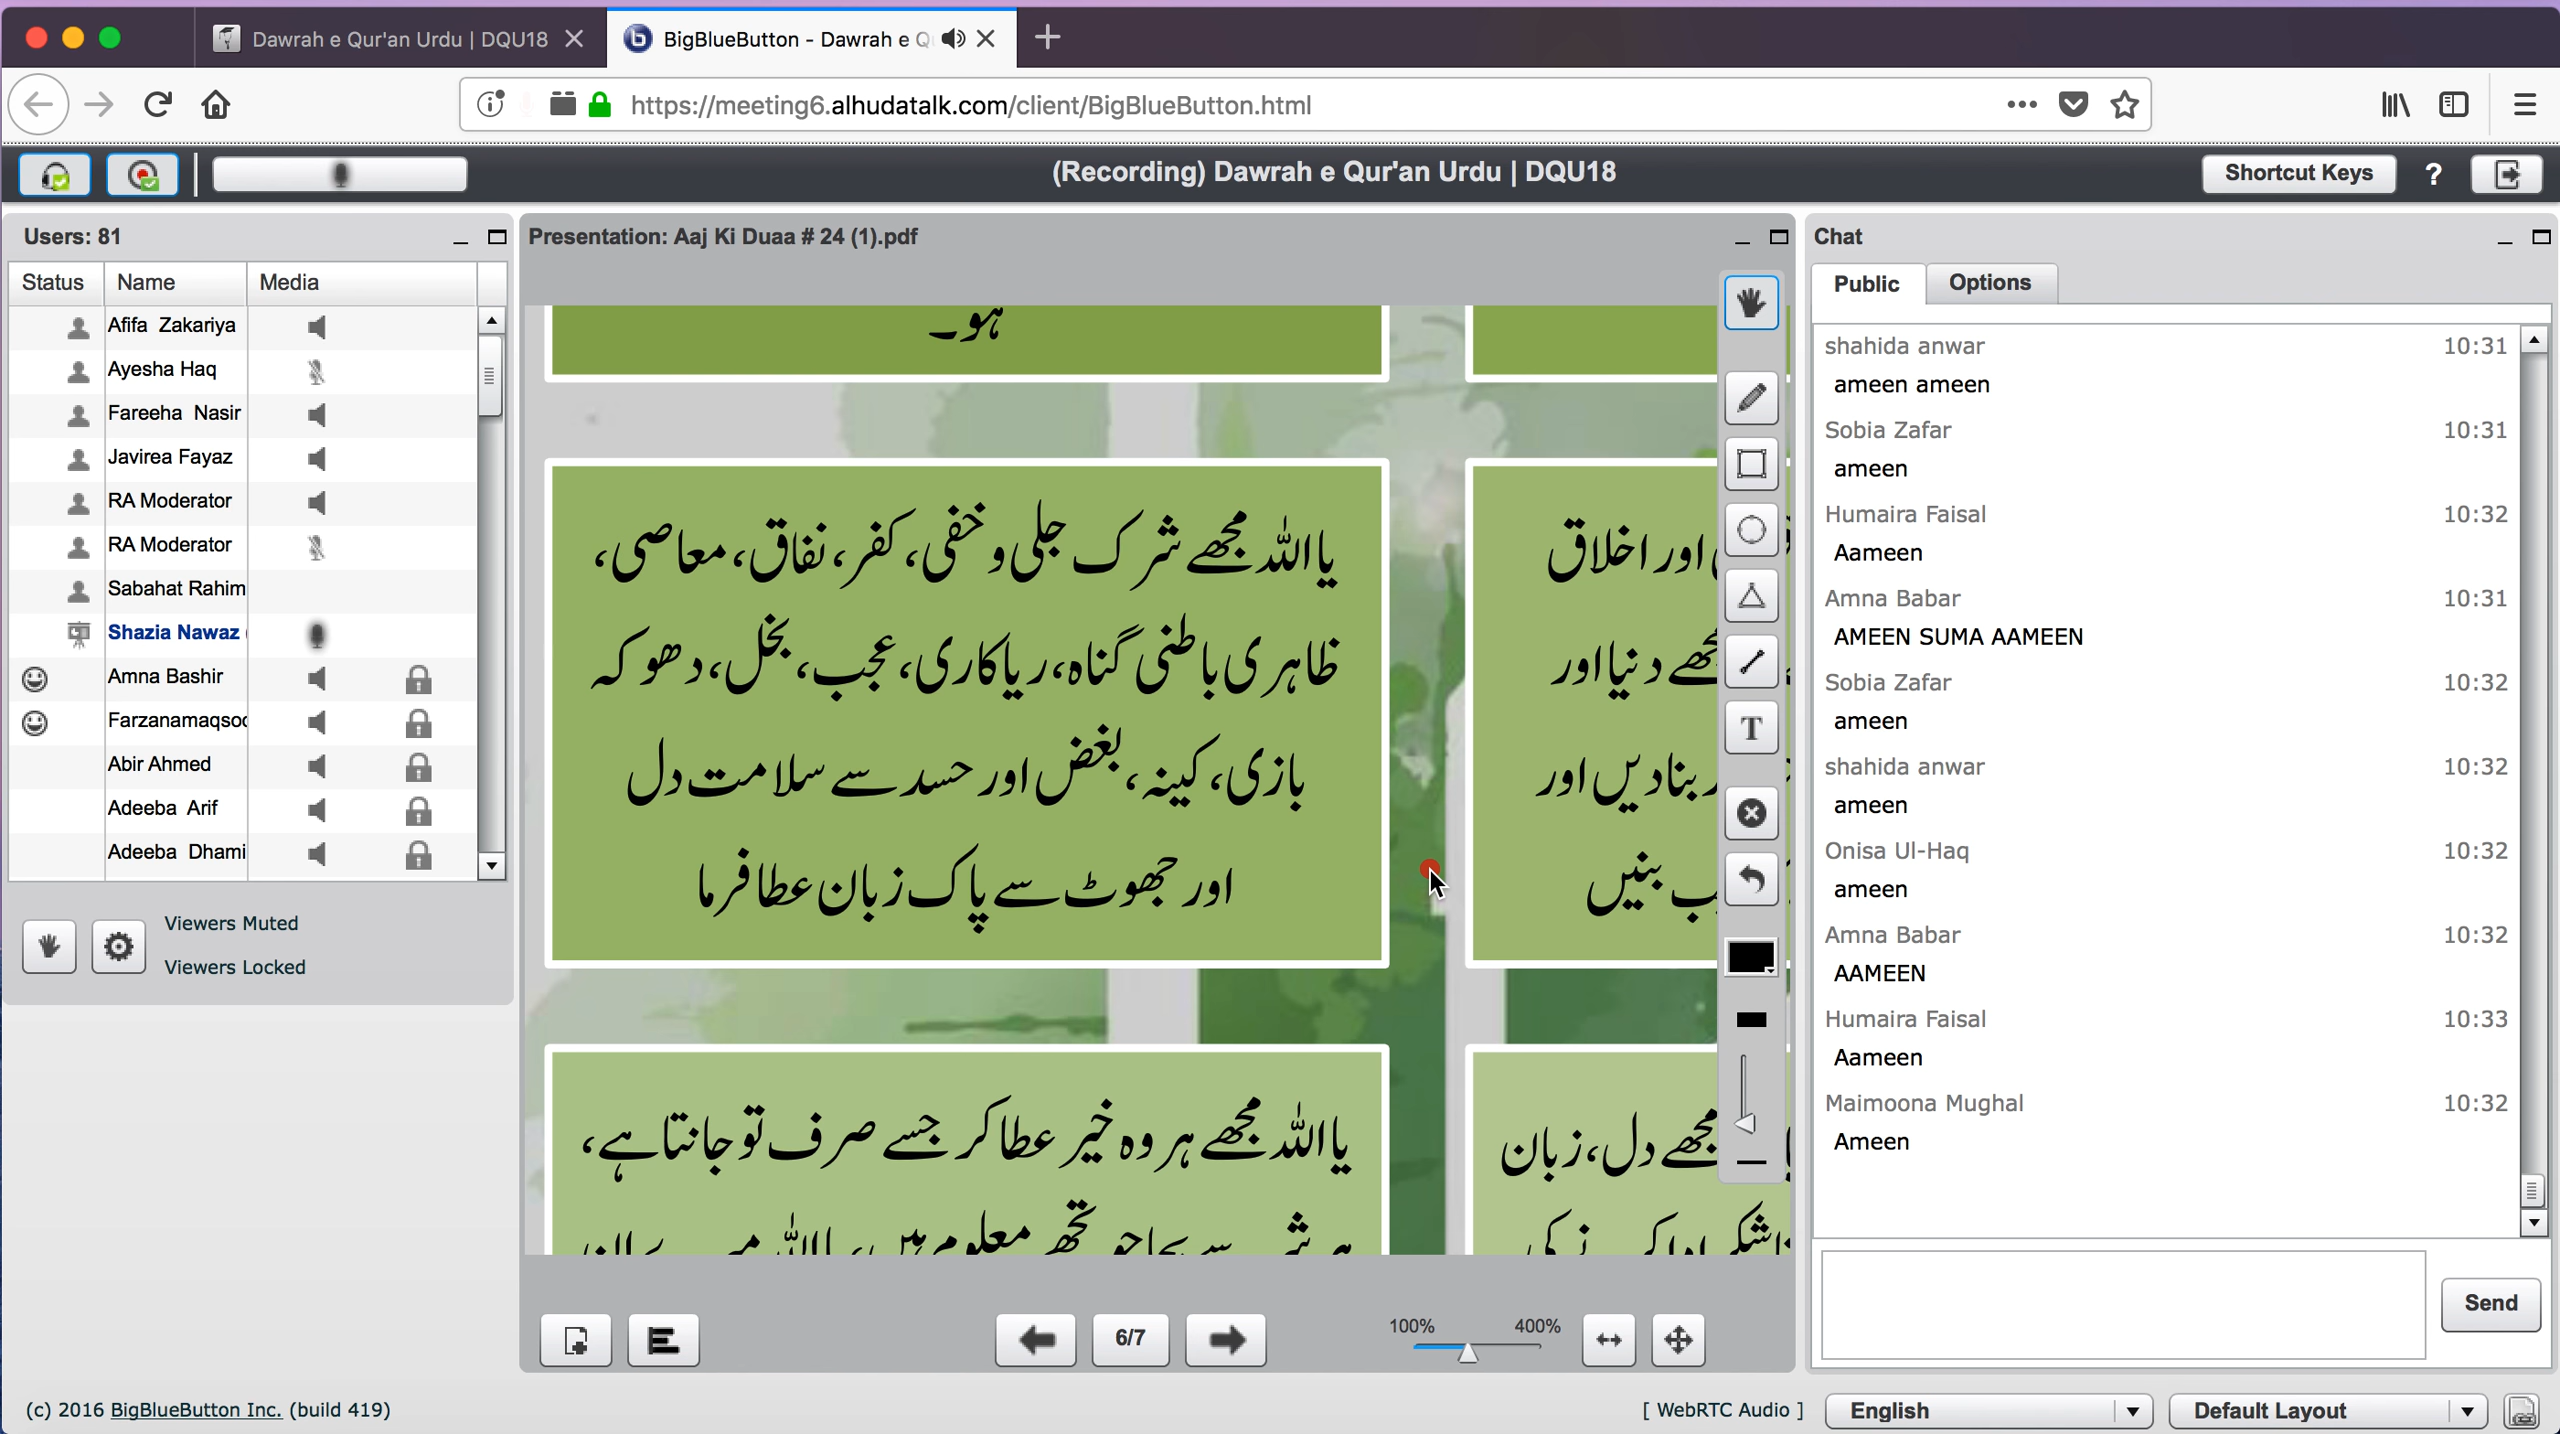 Dawrah e Qur'an Urdu | DQU18
BigBlueButton - Dawrah e Q
https://meeting6.alhudatalk.com/client/BigBlueButton.html
(Recording) Dawrah e Qur'an Urdu | DQU18
Shortcut Keys
?
Users: 81
Status Name Media
Afifa Zakariya
Ayesha Haq
Fareeha Nasir
Javirea Fayaz
RA Moderator
RA Moderator
Sabahat Rahim
Shazia Nawaz
Amna Bashir
Farzanamaqsoo
Abir Ahmed
Adeeba Arif
Adeeba Dhami
Viewers Muted
Viewers Locked
Presentation: Aaj Ki Duaa # 24 (1).pdf
ہو۔
یااللہ مجھے شرک جلی و خفی، کفر، نفاق، معاصی،
ظاہری باطنی گناہ، ریاکاری، عجب، بخل، دھوکہ
بازی، کینہ، بغض اور حسد سے سلامت دل
اور جھوٹ سے پاک زبان عطا فرما
اور اخلاق
دنیا اور
بنادیں اور
بنیں
یااللہ مجھے ہر وہ خیر عطا کر جسے صرف تو جانتا ہے،
مجھے دل، زبان
T
6/7
100% 400%
Chat
Public Options
shahida anwar 10:31
ameen ameen
Sobia Zafar 10:31
ameen
Humaira Faisal 10:32
Aameen
Amna Babar 10:31
AMEEN SUMA AAMEEN
Sobia Zafar 10:32
ameen
shahida anwar 10:32
ameen
Onisa Ul-Haq 10:32
ameen
Amna Babar 10:32
AAMEEN
Humaira Faisal 10:33
Aameen
Maimoona Mughal 10:32
Ameen
Send
(c) 2016 BigBlueButton Inc. (build 419)
[ WebRTC Audio ]
English
Default Layout